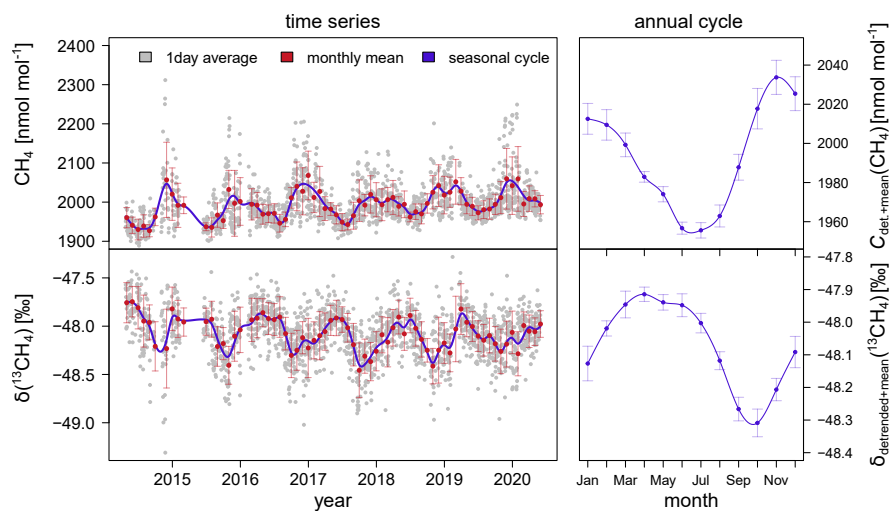 time series
annual cycle
1day average
monthly mean
seasonal cycle
CH₄ [nmol mol⁻¹]
2400
2300
2200
2100
2000
1900
2040
2020
2000
1980
1960
C_det.+mean(CH₄) [nmol mol⁻¹]
δ(¹³CH₄) [‰]
−47.5
−48.0
−48.5
−49.0
−47.8
−47.9
−48.0
−48.1
−48.2
−48.3
−48.4
δ_detrended+mean(¹³CH₄) [‰]
2015 2016 2017 2018 2019 2020
year
Jan Mar May Jul Sep Nov
month